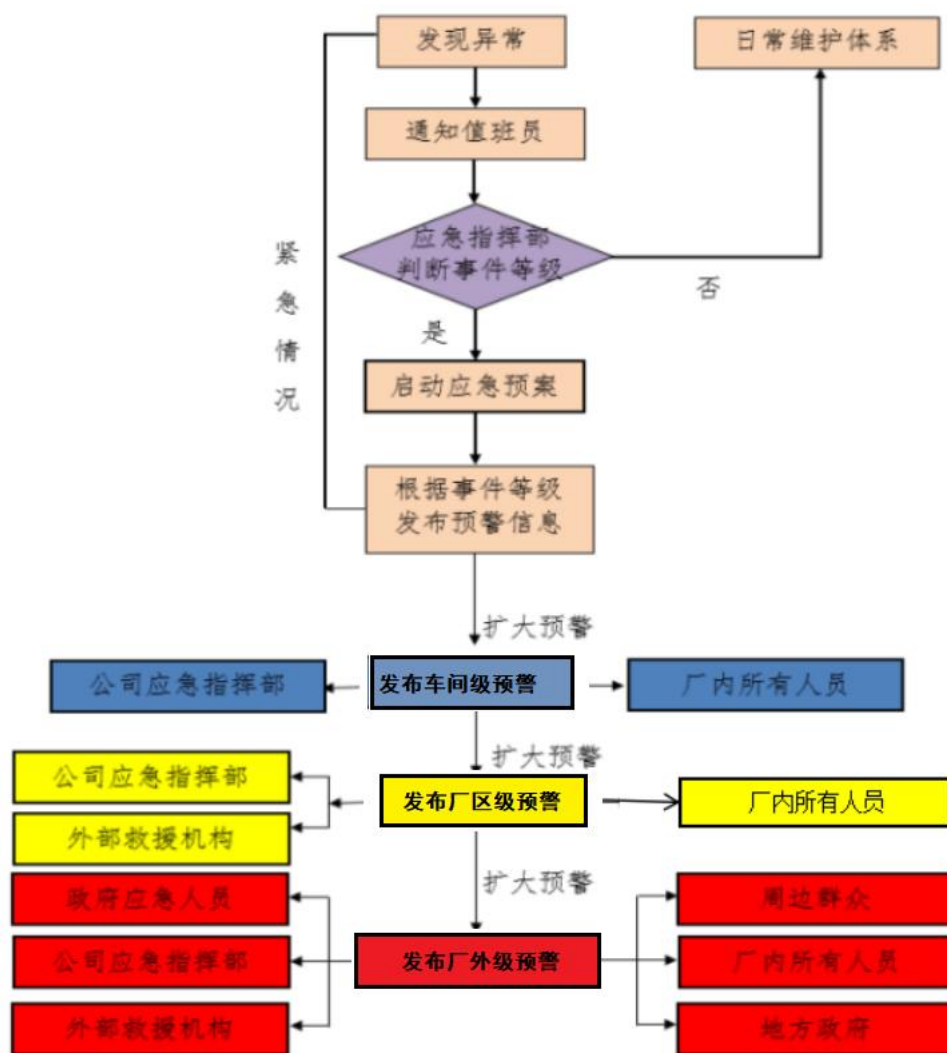 发现异常
日常维护体系
通知值班员
应急指挥部
判断事件等级
紧急情况
否
是
启动应急预案
根据事件等级
发布预警信息
扩大预警
公司应急指挥部
发布车间级预警
厂内所有人员
扩大预警
公司应急指挥部
外部救援机构
发布厂区级预警
厂内所有人员
扩大预警
政府应急人员
公司应急指挥部
外部救援机构
发布厂外级预警
周边群众
厂内所有人员
地方政府